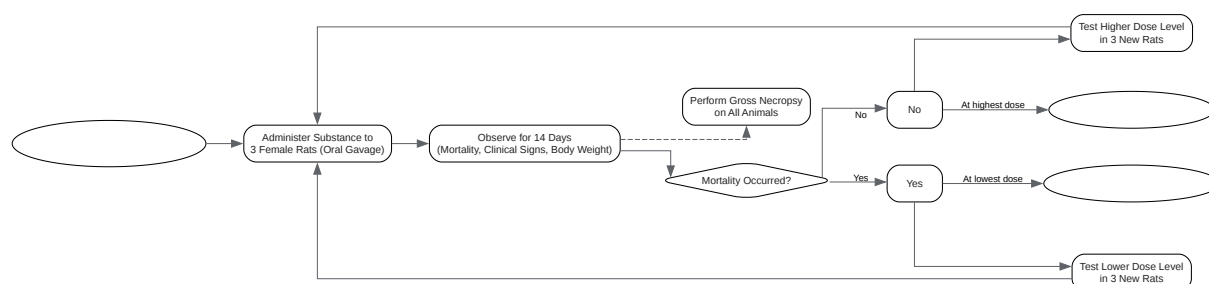 Test Higher Dose Level
in 3 New Rats
Perform Gross Necropsy
on All Animals
No
No
At highest dose
Administer Substance to
3 Female Rats (Oral Gavage)
Observe for 14 Days
(Mortality, Clinical Signs, Body Weight)
Mortality Occurred?
Yes
Yes
At lowest dose
Test Lower Dose Level
in 3 New Rats